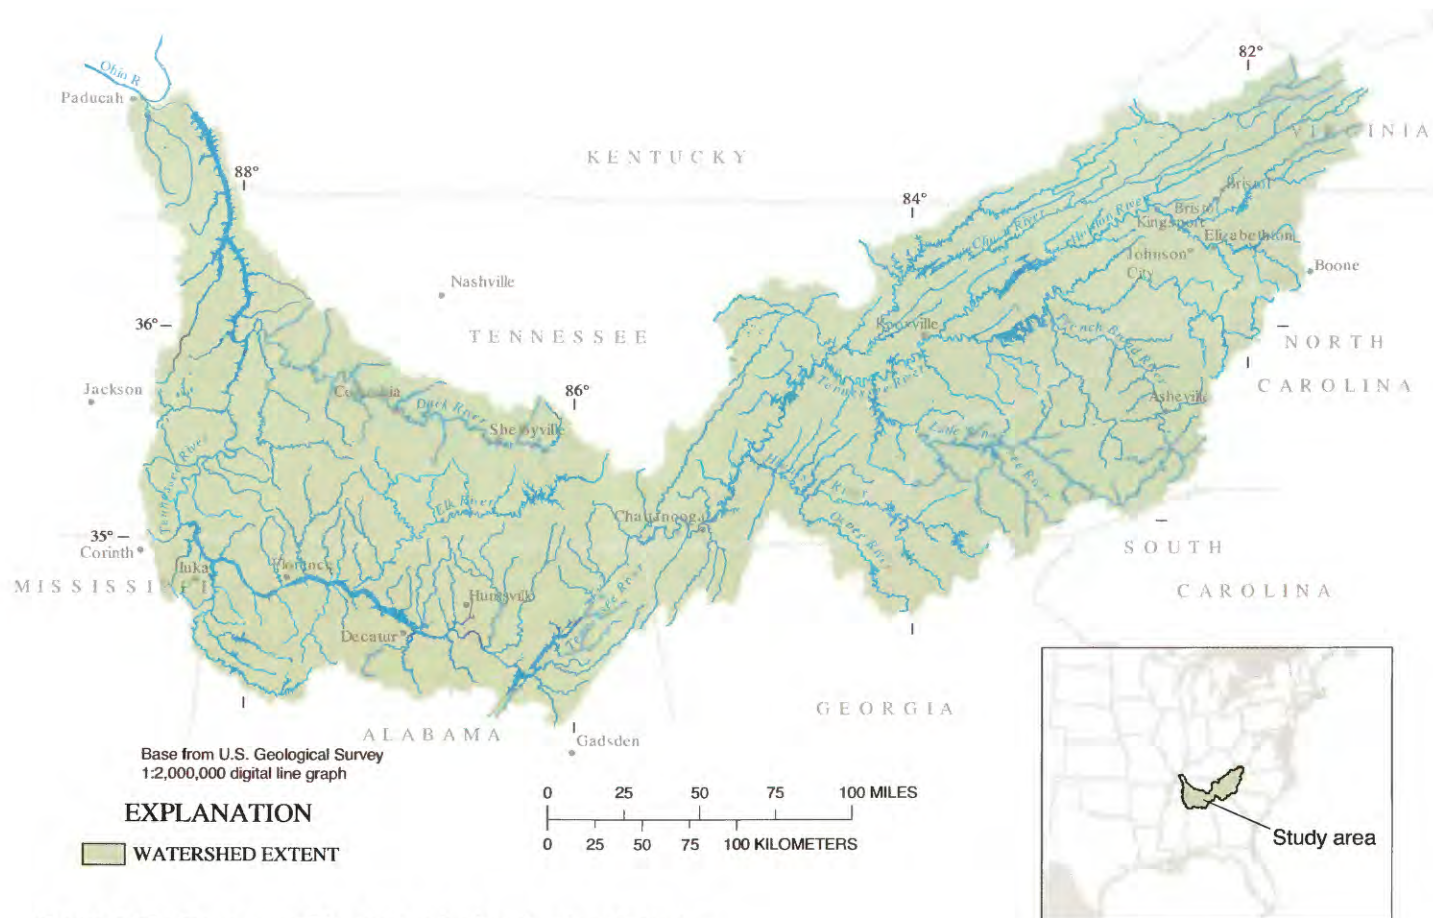 82°
Ohio R.
Paducah
VIRGINIA
KENTUCKY
88°
84°
Bristol
Bristol
Clinch River
Holston River
Kingsport
Elizabethton
Johnson
City
Boone
Nashville
36°
TENNESSEE
Knoxville
French Broad River
NORTH
CAROLINA
Jackson
86°
Columbia
Duck River
Shelbyville
Tennessee River
Asheville
Little Tennessee River
Tennessee River
Hiwassee River
Elk River
Chattanooga
Ocoee River
35°
Corinth
SOUTH
CAROLINA
Iuka
Florence
MISSISSIPPI
Huntsville
Tennessee River
Decatur
GEORGIA
ALABAMA
Gadsden
Base from U.S. Geological Survey
1:2,000,000 digital line graph
EXPLANATION
WATERSHED EXTENT
0 25 50 75 100 MILES
0 25 50 75 100 KILOMETERS
Study area